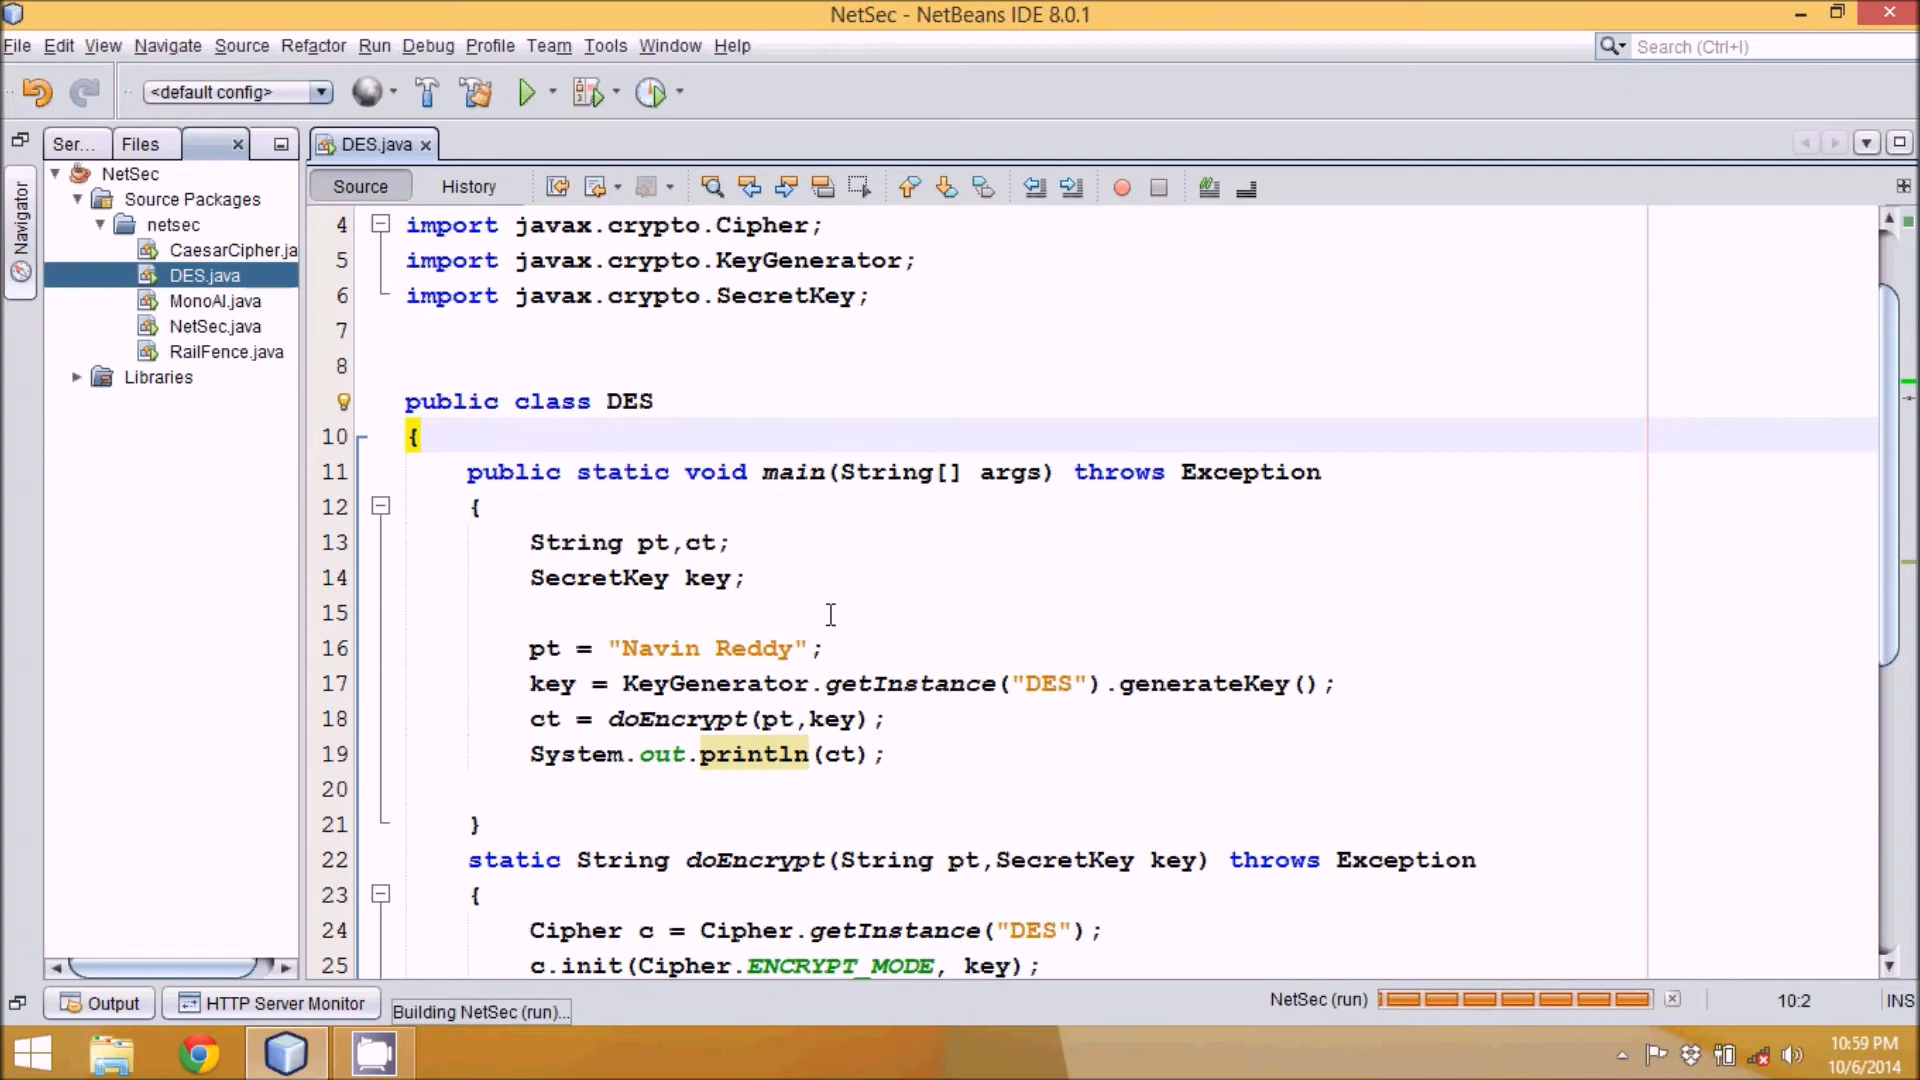 NetSec - NetBeans IDE 8.0.1
File Edit View Navigate Source Refactor Run Debug Profile Team Tools Window Help
Search (Ctrl+I)
<default config>
Ser... Files
DES.java
Navigator
NetSec
Source Packages
netsec
CaesarCipher.ja
DES.java
MonoAl.java
NetSec.java
RailFence.java
Libraries
Source History
4 import javax.crypto.Cipher;
5 import javax.crypto.KeyGenerator;
6 import javax.crypto.SecretKey;
7
8
public class DES
10 {
11 public static void main(String[] args) throws Exception
12 {
13 String pt,ct;
14 SecretKey key;
15
16 pt = "Navin Reddy";
17 key = KeyGenerator.getInstance("DES").generateKey();
18 ct = doEncrypt(pt,key);
19 System.out.println(ct);
20
21 }
22 static String doEncrypt(String pt,SecretKey key) throws Exception
23 {
24 Cipher c = Cipher.getInstance("DES");
25 c.init(Cipher.ENCRYPT_MODE, key);
Output HTTP Server Monitor Building NetSec (run)... NetSec (run) 10:2 INS
10:59 PM
10/6/2014